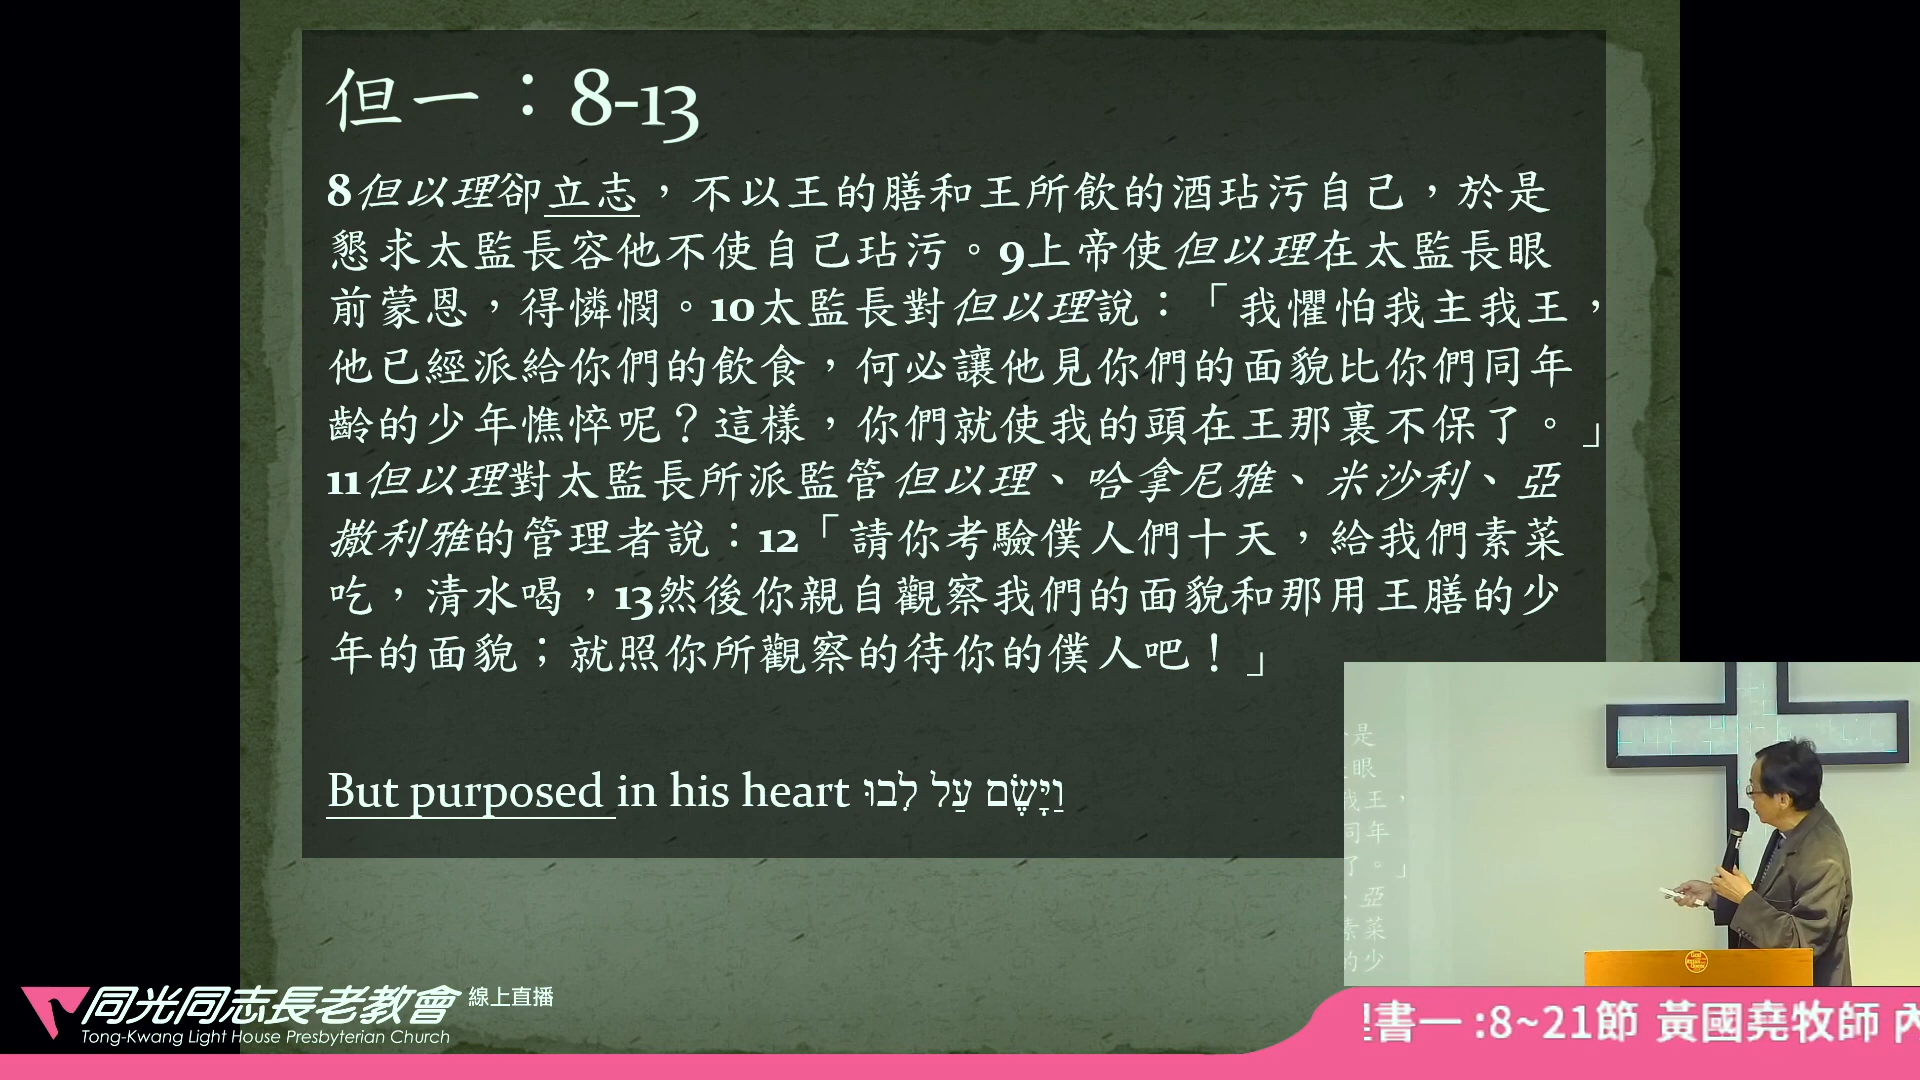 但一：8-13
8但以理卻立志，不以王的膳和王所飲的酒玷污自己，於是
懇求太監長容他不使自己玷污。9上帝使但以理在太監長眼
前蒙恩，得憐憫。10太監長對但以理說：「我懼怕我主我王，
他已經派給你們的飲食，何必讓他見你們的面貌比你們同年
齡的少年憔悴呢？這樣，你們就使我的頭在王那裏不保了。」
11但以理對太監長所派監管但以理、哈拿尼雅、米沙利、亞
撒利雅的管理者說：12「請你考驗僕人們十天，給我們素菜
吃，清水喝，13然後你親自觀察我們的面貌和那用王膳的少
年的面貌；就照你所觀察的待你的僕人吧！」
But purposed in his heart וַיָּשֶׂם עַל לִבוּ
是
眼
我王，
同年
了。」
、亞
素菜
的少
同光同志長老教會 線上直播
Tong-Kwang Light House Presbyterian Church
書一 :8~21節 黃國堯牧師